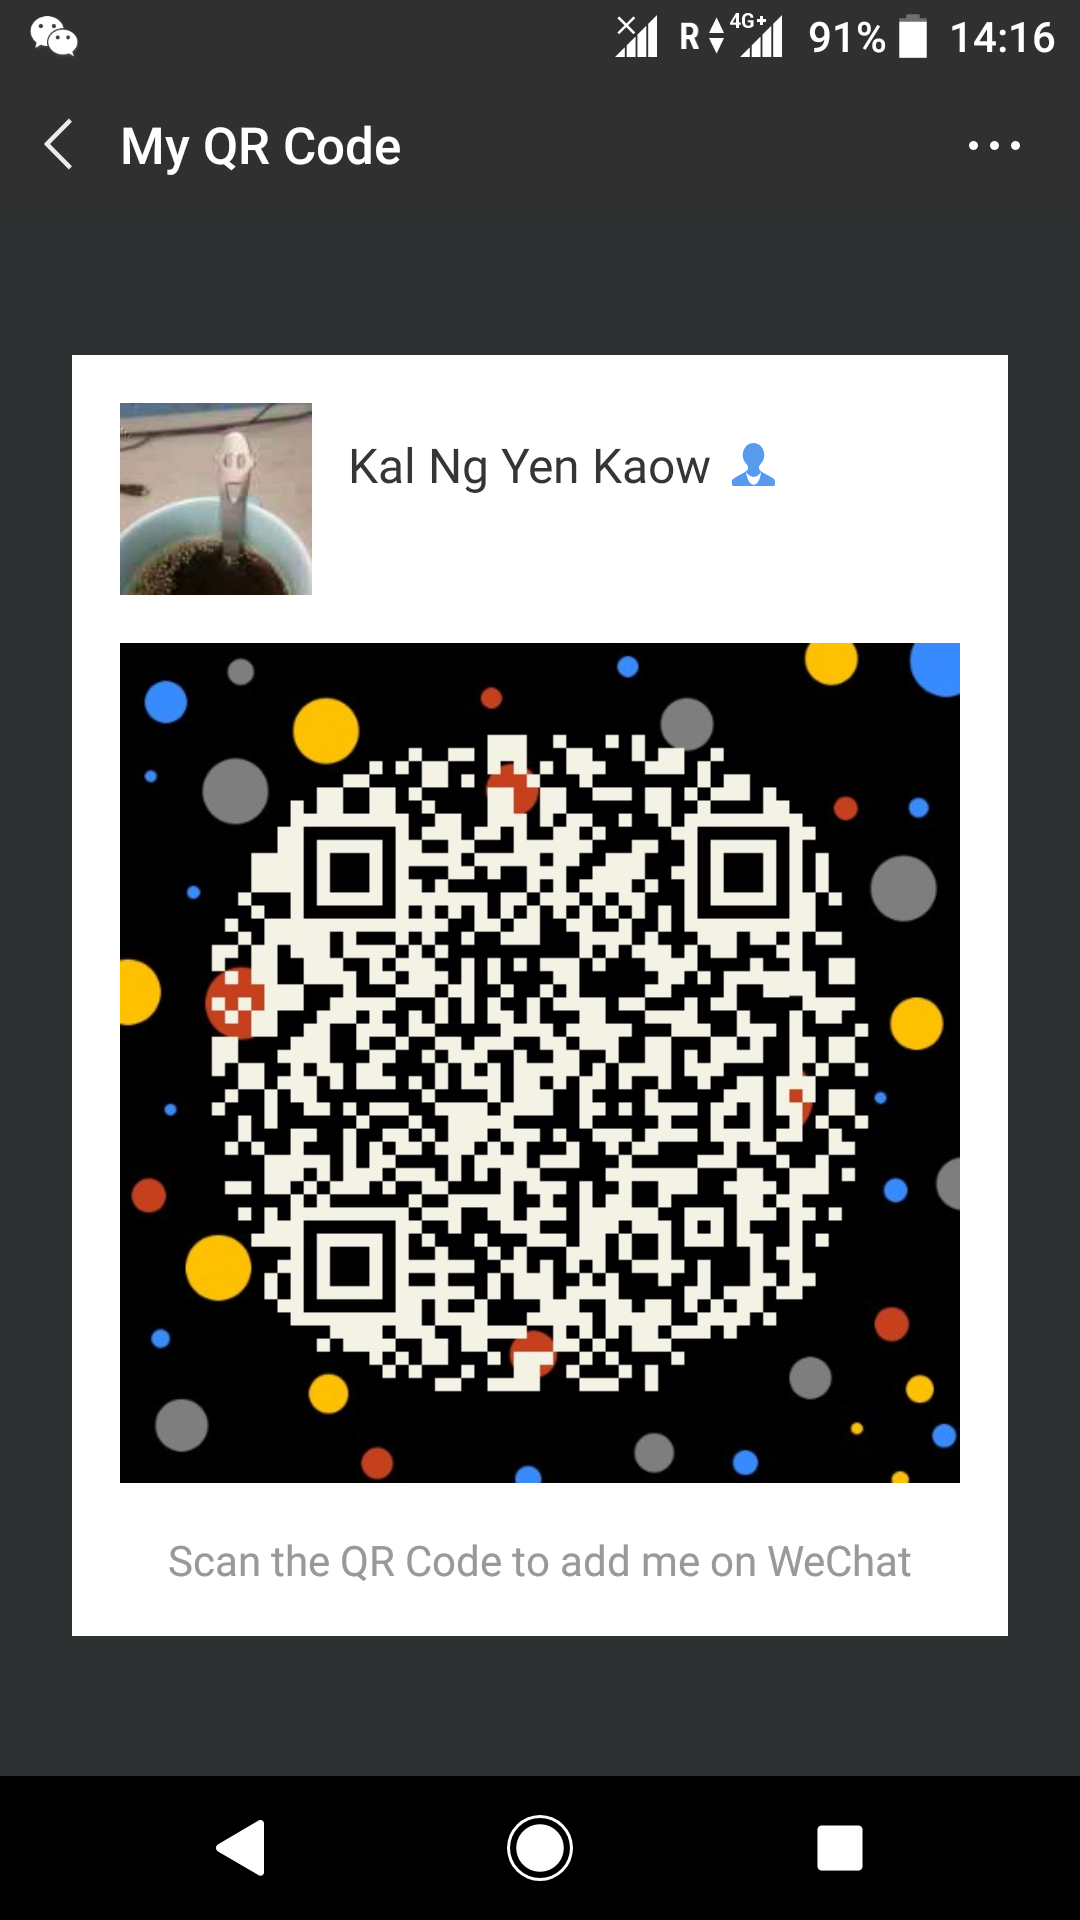 R 4G+ 91% 14:16
My QR Code
Kal Ng Yen Kaow
Scan the QR Code to add me on WeChat